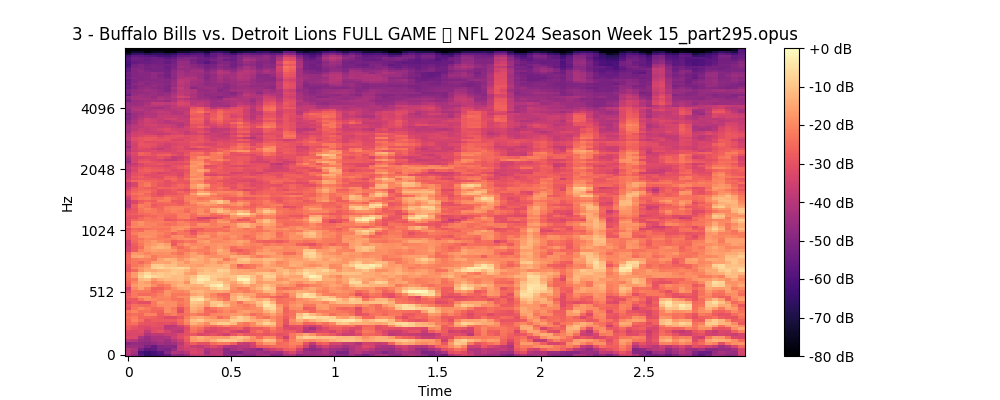 3 - Buffalo Bills vs. Detroit Lions FULL GAME ▯ NFL 2024 Season Week 15_part295.opus
+0 dB
4096
-10 dB
-20 dB
2048
-30 dB
Hz
1024
-40 dB
-50 dB
512
-60 dB
-70 dB
0
-80 dB
0 0.5 1 1.5 2 2.5
Time